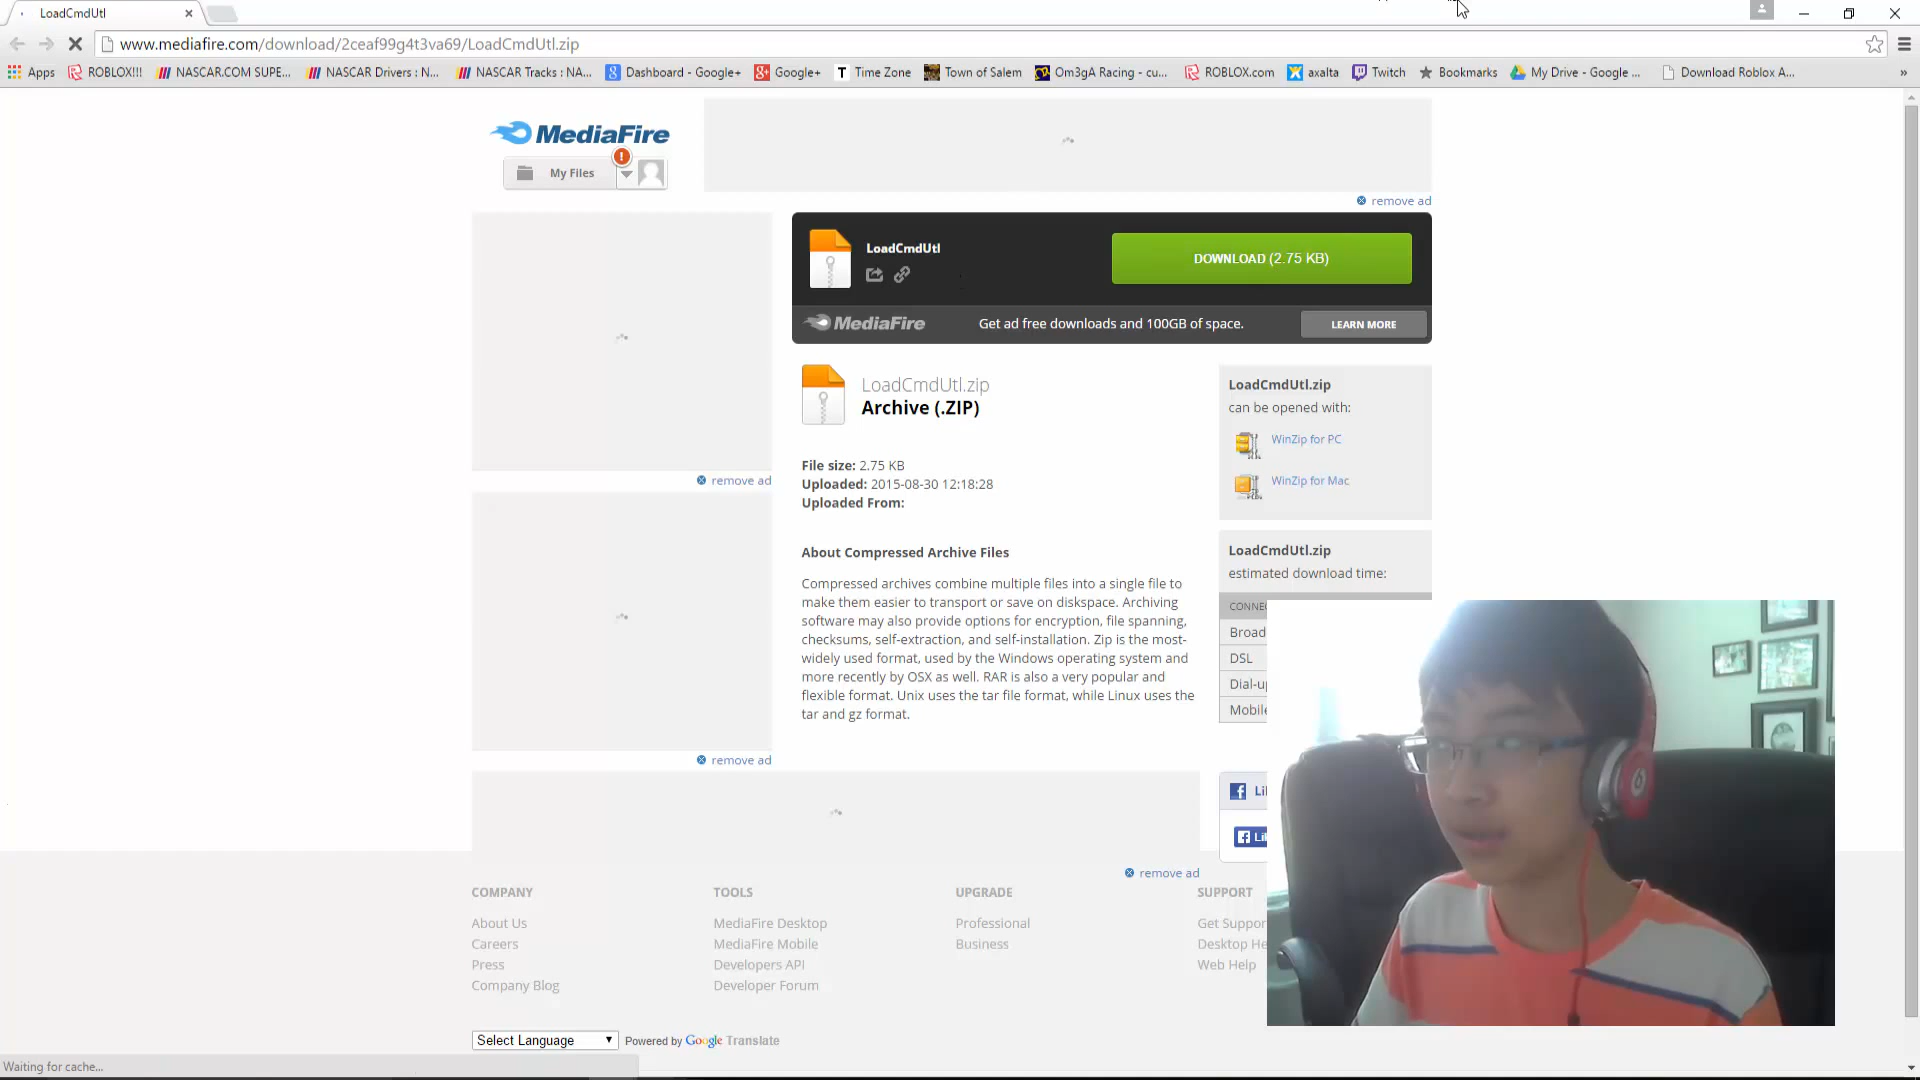 LoadCmdUtl
www.mediafire.com/download/2ceaf99g4t3va69/LoadCmdUtl.zip
Apps ROBLOX!!! NASCAR.COM SUPE... NASCAR Drivers : N... NASCAR Tracks : NA... Dashboard - Google+ Google+ Time Zone Town of Salem Om3gA Racing - cu... ROBLOX.com axalta Twitch Bookmarks My Drive - Google ... Download Roblox A... »
MediaFire
My Files
remove ad
LoadCmdUtl
DOWNLOAD (2.75 KB)
MediaFire Get ad free downloads and 100GB of space. LEARN MORE
LoadCmdUtl.zip
Archive (.ZIP)
File size: 2.75 KB
Uploaded: 2015-08-30 12:18:28
Uploaded From:
About Compressed Archive Files
Compressed archives combine multiple files into a single file to
make them easier to transport or save on diskspace. Archiving
software may also provide options for encryption, file spanning,
checksums, self-extraction, and self-installation. Zip is the most-
widely used format, used by the Windows operating system and
more recently by OSX as well. RAR is also a very popular and
flexible format. Unix uses the tar file format, while Linux uses the
tar and gz format.
LoadCmdUtl.zip
can be opened with:
WinZip for PC
WinZip for Mac
LoadCmdUtl.zip
estimated download time:
CONNE
Broad
DSL
Dial-up
Mobile
remove ad
remove ad
Li
Lik
remove ad
COMPANY
About Us
Careers
Press
Company Blog
TOOLS
MediaFire Desktop
MediaFire Mobile
Developers API
Developer Forum
UPGRADE
Professional
Business
SUPPORT
Get Suppor
Desktop He
Web Help
Select Language
Powered by Google Translate
Waiting for cache...